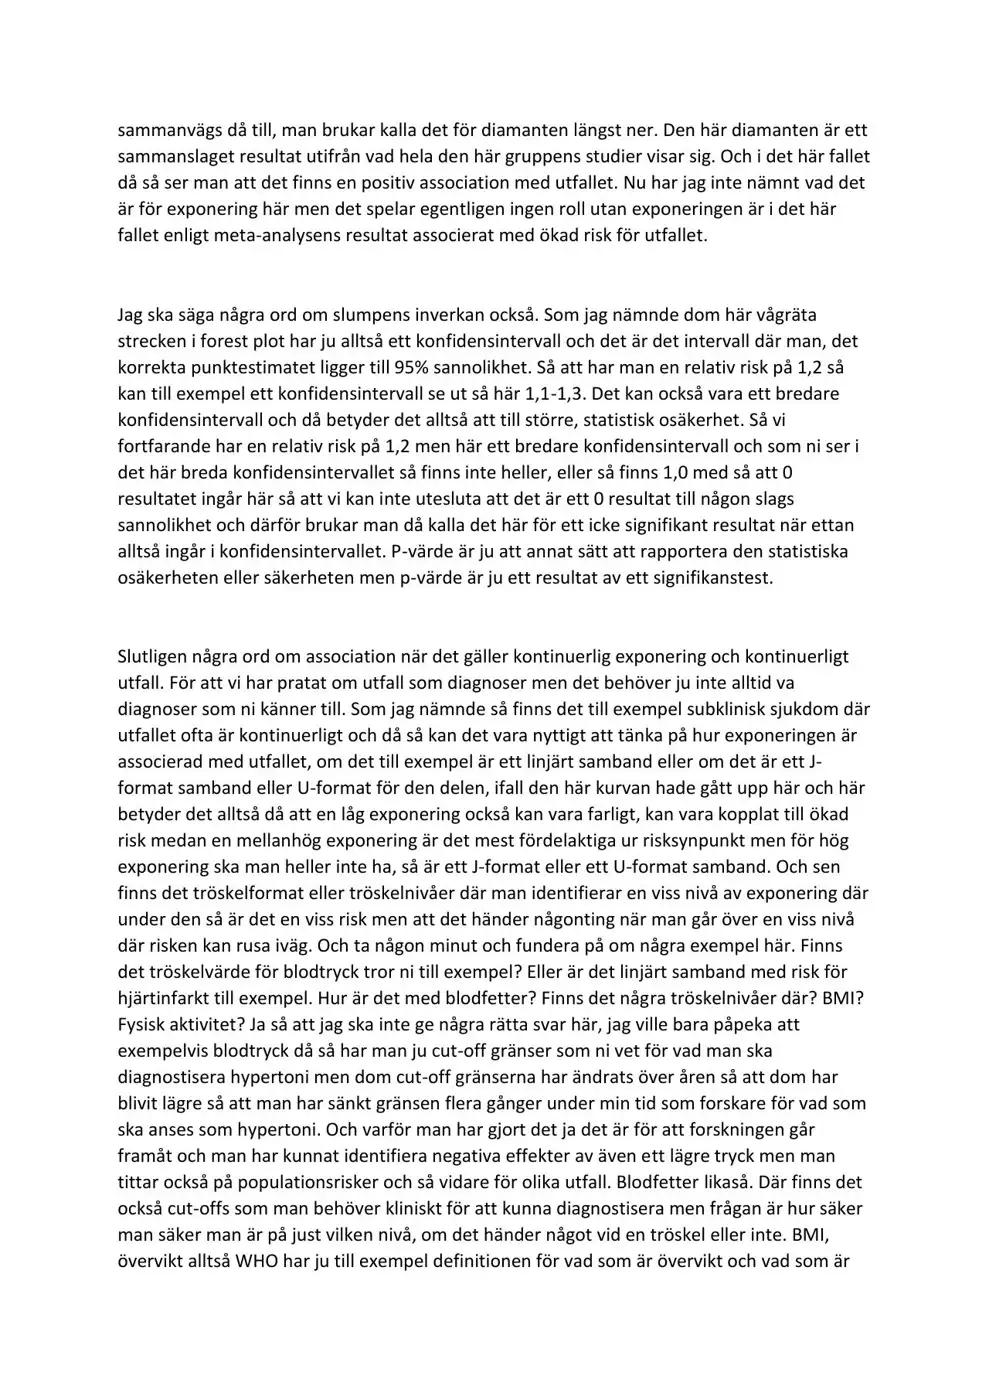 sammanvägs då till, man brukar kalla det för diamanten längst ner. Den här diamanten är ett
sammanslaget resultat utifrån vad hela den här gruppens studier visar sig. Och i det här fallet
då så ser man att det finns en positiv association med utfallet. Nu har jag inte nämnt vad det
är för exponering här men det spelar egentligen ingen roll utan exponeringen är i det här
fallet enligt meta-analysens resultat associerat med ökad risk för utfallet.
Jag ska säga några ord om slumpens inverkan också. Som jag nämnde dom här vågräta
strecken i forest plot har ju alltså ett konfidensintervall och det är det intervall där man, det
korrekta punktestimatet ligger till 95% sannolikhet. Så att har man en relativ risk på 1,2 så
kan till exempel ett konfidensintervall se ut så här 1,1-1,3. Det kan också vara ett bredare
konfidensintervall och då betyder det alltså att till större, statistisk osäkerhet. Så vi
fortfarande har en relativ risk på 1,2 men här ett bredare konfidensintervall och som ni ser i
det här breda konfidensintervallet så finns inte heller, eller så finns 1,0 med så att 0
resultatet ingår här så att vi kan inte utesluta att det är ett 0 resultat till någon slags
sannolikhet och därför brukar man då kalla det här för ett icke signifikant resultat när ettan
alltså ingår i konfidensintervallet. P-värde är ju att annat sätt att rapportera den statistiska
osäkerheten eller säkerheten men p-värde är ju ett resultat av ett signifikanstest.
Slutligen några ord om association när det gäller kontinuerlig exponering och kontinuerligt
utfall. För att vi har pratat om utfall som diagnoser men det behöver ju inte alltid va
diagnoser som ni känner till. Som jag nämnde så finns det till exempel subklinisk sjukdom där
utfallet ofta är kontinuerligt och då så kan det vara nyttigt att tänka på hur exponeringen är
associerad med utfallet, om det till exempel är ett linjärt samband eller om det är ett J-
format samband eller U-format för den delen, ifall den här kurvan hade gått upp här och här
betyder det alltså då att en låg exponering också kan vara farligt, kan vara kopplat till ökad
risk medan en mellanhög exponering är det mest fördelaktiga ur risksynpunkt men för hög
exponering ska man heller inte ha, så är ett J-format eller ett U-format samband. Och sen
finns det tröskelformat eller tröskelnivåer där man identifierar en viss nivå av exponering där
under den så är det en viss risk men att det händer någonting när man går över en viss nivå
där risken kan rusa iväg. Och ta någon minut och fundera på om några exempel här. Finns
det tröskelvärde för blodtryck tror ni till exempel? Eller är det linjärt samband med risk för
hjärtinfarkt till exempel. Hur är det med blodfetter? Finns det några tröskelnivåer där? BMI?
Fysisk aktivitet? Ja så att jag ska inte ge några rätta svar här, jag ville bara påpeka att
exempelvis blodtryck då så har man ju cut-off gränser som ni vet för vad man ska
diagnostisera hypertoni men dom cut-off gränserna har ändrats över åren så att dom har
blivit lägre så att man har sänkt gränsen flera gånger under min tid som forskare för vad som
ska anses som hypertoni. Och varför man har gjort det ja det är för att forskningen går
framåt och man har kunnat identifiera negativa effekter av även ett lägre tryck men man
tittar också på populationsrisker och så vidare för olika utfall. Blodfetter likaså. Där finns det
också cut-offs som man behöver kliniskt för att kunna diagnostisera men frågan är hur säker
man säker man är på just vilken nivå, om det händer något vid en tröskel eller inte. BMI,
övervikt alltså WHO har ju till exempel definitionen för vad som är övervikt och vad som är